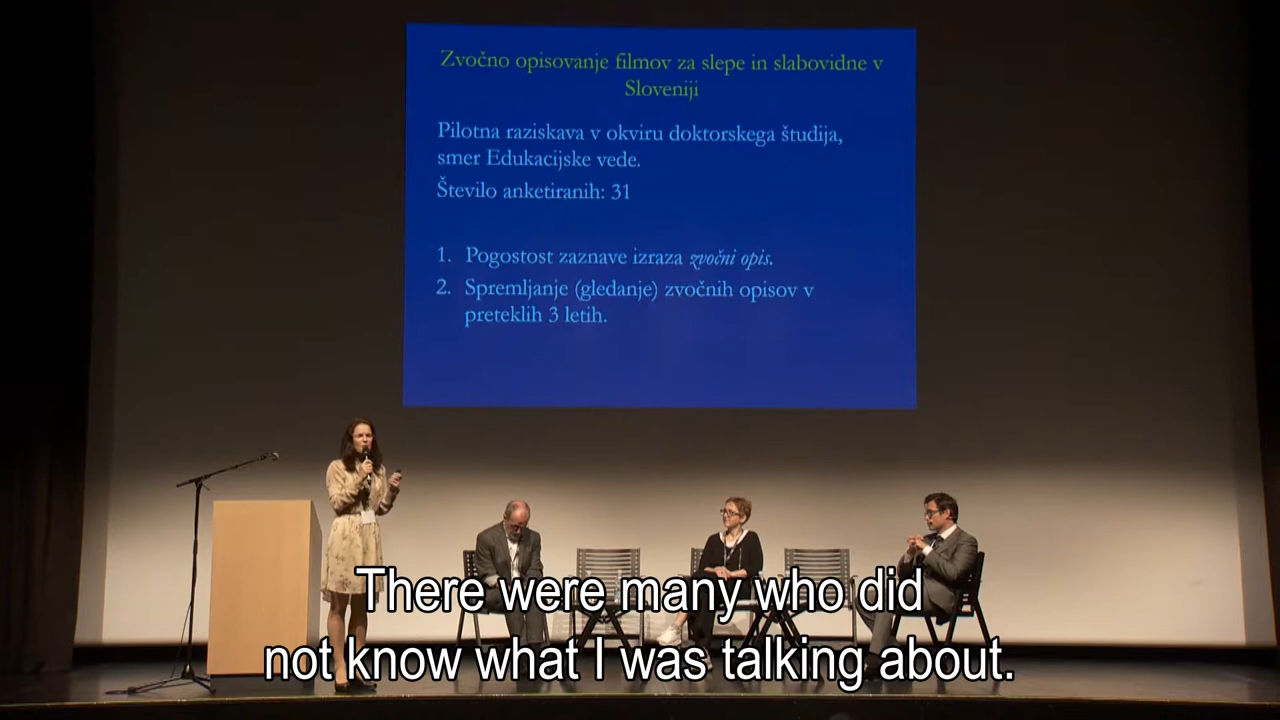 Zvočno opisovanje filmov za slepe in slabovidne v
Sloveniji
Pilotna raziskava v okviru doktorskega študija,
smer Edukacijske vede.
Število anketiranih: 31
1. Pogostost zaznave izraza zvočni opis.
2. Spremljanje (gledanje) zvočnih opisov v
preteklih 3 letih.
There were many who did
not know what I was talking about.